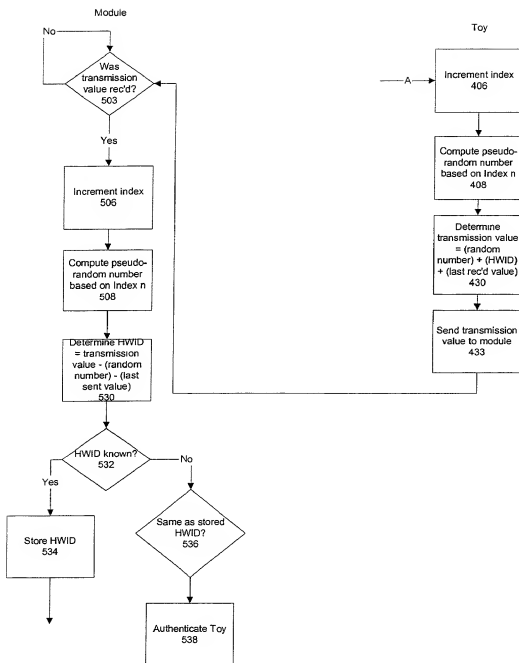 Module
No
Was
transmission
value rec'd?
503
Yes
Increment index
506
Compute pseudo-
random number
based on Index n
508
Determine HWID
= transmission
value - (random
number) - (last
sent value)
530
HWID known?
532
Yes
No
Store HWID
534
Same as stored
HWID?
536
Authenticate Toy
538
Toy
A
Increment index
406
Compute pseudo-
random number
based on Index n
408
Determine
transmission value
= (random
number) + (HWID)
+ (last rec'd value)
430
Send transmission
value to module
433